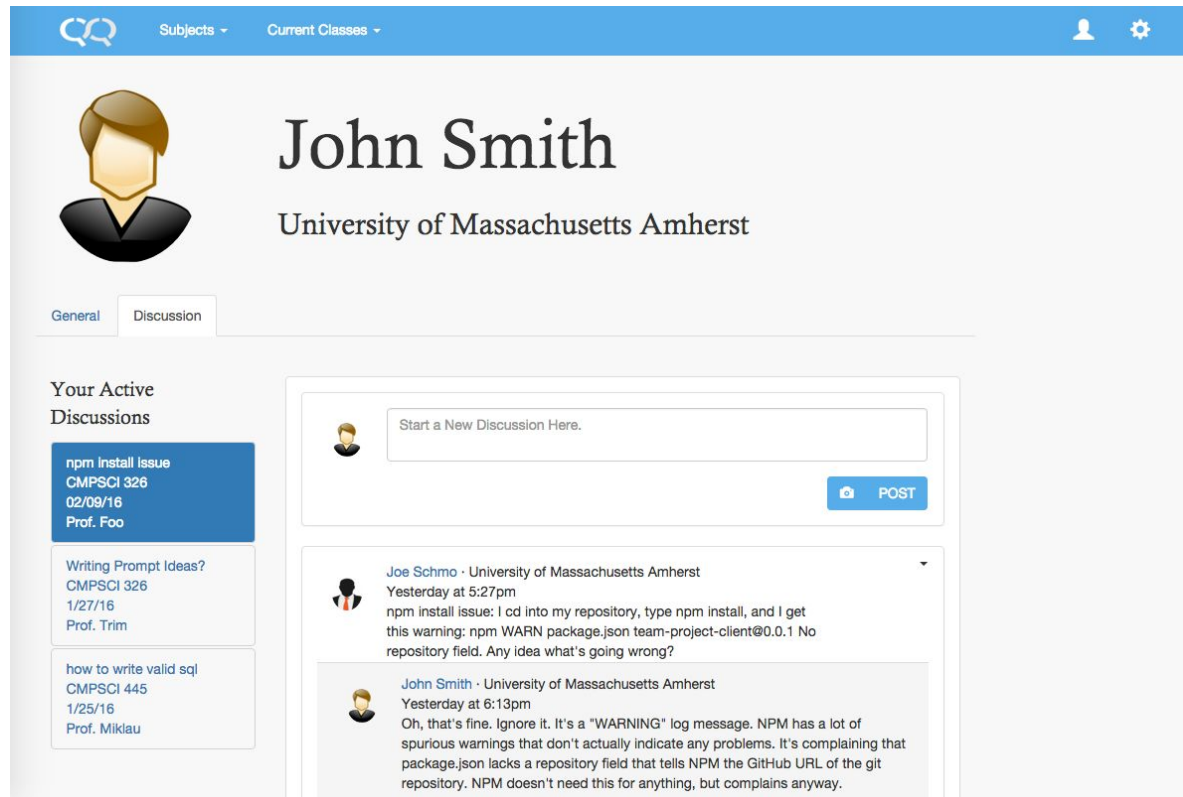 Subjects
Current Classes
John Smith
University of Massachusetts Amherst
General
Discussion
Your Active
Discussions
npm install issue
CMPSCI 326
02/09/16
Prof. Foo
Writing Prompt Ideas?
CMPSCI 326
1/27/16
Prof. Trim
how to write valid sql
CMPSCI 445
1/25/16
Prof. Miklau
Start a New Discussion Here.
POST
Joe Schmo · University of Massachusetts Amherst
Yesterday at 5:27pm
npm install issue: I cd into my repository, type npm install, and I get
this warning: npm WARN package.json team-project-client@0.0.1 No
repository field. Any idea what's going wrong?
John Smith · University of Massachusetts Amherst
Yesterday at 6:13pm
Oh, that's fine. Ignore it. It's a "WARNING" log message. NPM has a lot of
spurious warnings that don't actually indicate any problems. It's complaining that
package.json lacks a repository field that tells NPM the GitHub URL of the git
repository. NPM doesn't need this for anything, but complains anyway.